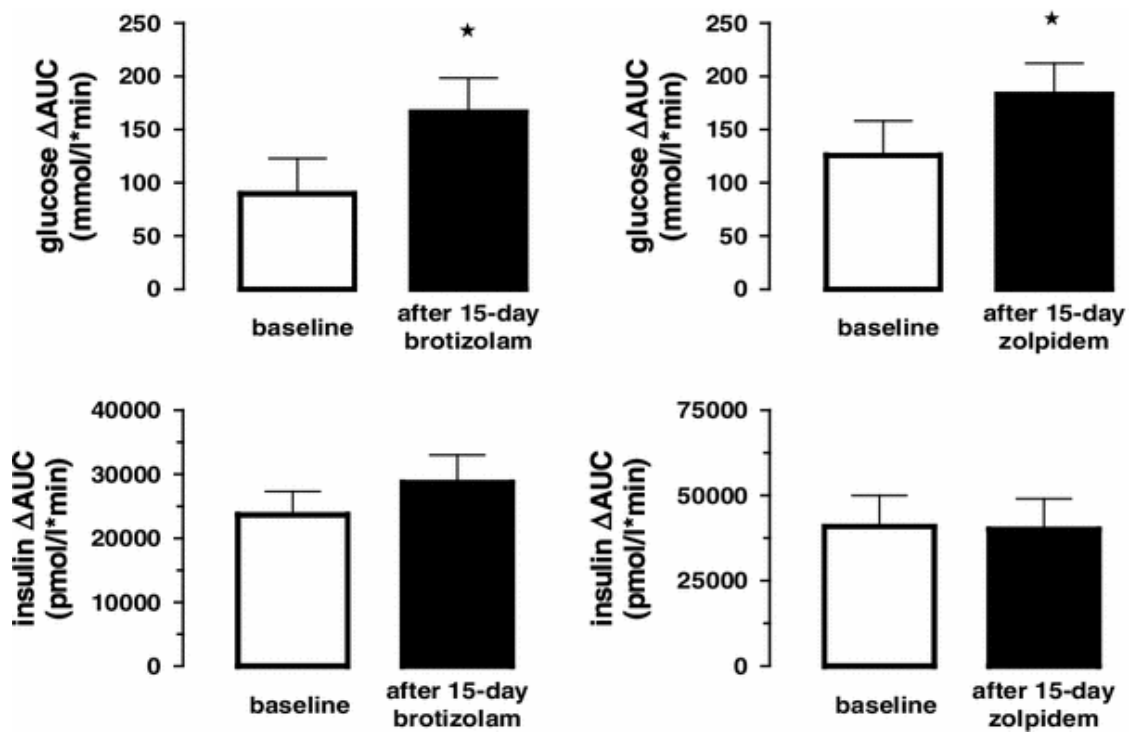 glucose ΔAUC
(mmol/l*min)
250
200
150
100
50
0
★
baseline
after 15-day
brotizolam
glucose ΔAUC
(mmol/l*min)
250
200
150
100
50
0
★
baseline
after 15-day
zolpidem
insulin ΔAUC
(pmol/l*min)
40000
30000
20000
10000
0
baseline
after 15-day
brotizolam
insulin ΔAUC
(pmol/l*min)
75000
50000
25000
0
baseline
after 15-day
zolpidem